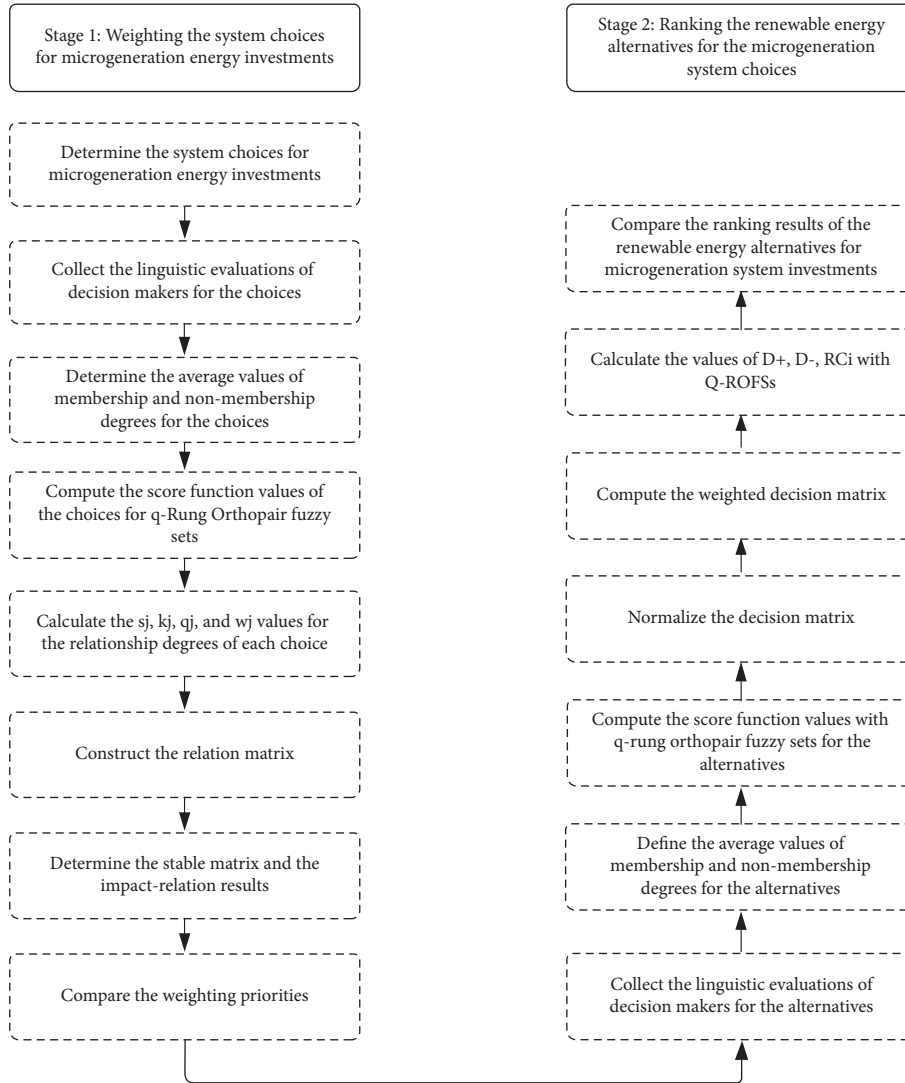 Stage 1: Weighting the system choices
for microgeneration energy investments
Determine the system choices for
microgeneration energy investments
Collect the linguistic evaluations of
decision makers for the choices
Determine the average values of
membership and non-membership
degrees for the choices
Compute the score function values of
the choices for q-Rung Orthopair fuzzy
sets
Calculate the sj, kj, qj, and wj values for
the relationship degrees of each choice
Construct the relation matrix
Determine the stable matrix and the
impact-relation results
Compare the weighting priorities
Stage 2: Ranking the renewable energy
alternatives for the microgeneration
system choices
Compare the ranking results of the
renewable energy alternatives for
microgeneration system investments
Calculate the values of D+, D-, RCi with
Q-ROFSs
Compute the weighted decision matrix
Normalize the decision matrix
Compute the score function values with
q-rung orthopair fuzzy sets for the
alternatives
Define the average values of
membership and non-membership
degrees for the alternatives
Collect the linguistic evaluations of
decision makers for the alternatives